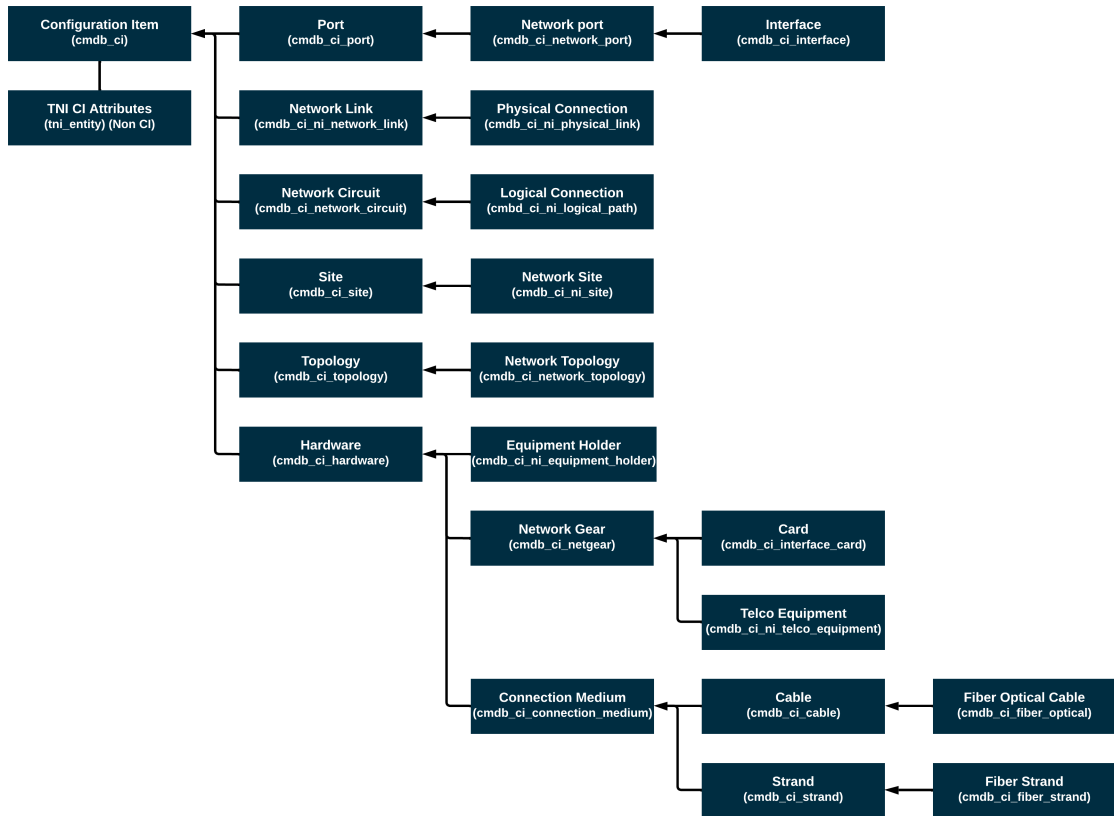 Configuration Item
(cmdb_ci)
Port
(cmdb_ci_port)
Network port
(cmdb_ci_network_port)
Interface
(cmdb_ci_interface)
TNI CI Attributes
(tni_entity) (Non CI)
Network Link
(cmdb_ci_ni_network_link)
Physical Connection
(cmdb_ci_ni_physical_link)
Network Circuit
(cmdb_ci_network_circuit)
Logical Connection
(cmbd_ci_ni_logical_path)
Site
(cmdb_ci_site)
Network Site
(cmdb_ci_ni_site)
Topology
(cmdb_ci_topology)
Network Topology
(cmdb_ci_network_topology)
Hardware
(cmdb_ci_hardware)
Equipment Holder
(cmdb_ci_ni_equipment_holder)
Network Gear
(cmdb_ci_netgear)
Card
(cmdb_ci_interface_card)
Telco Equipment
(cmdb_ci_ni_telco_equipment)
Connection Medium
(cmdb_ci_connection_medium)
Cable
(cmdb_ci_cable)
Fiber Optical Cable
(cmdb_ci_fiber_optical)
Strand
(cmdb_ci_strand)
Fiber Strand
(cmdb_ci_fiber_strand)